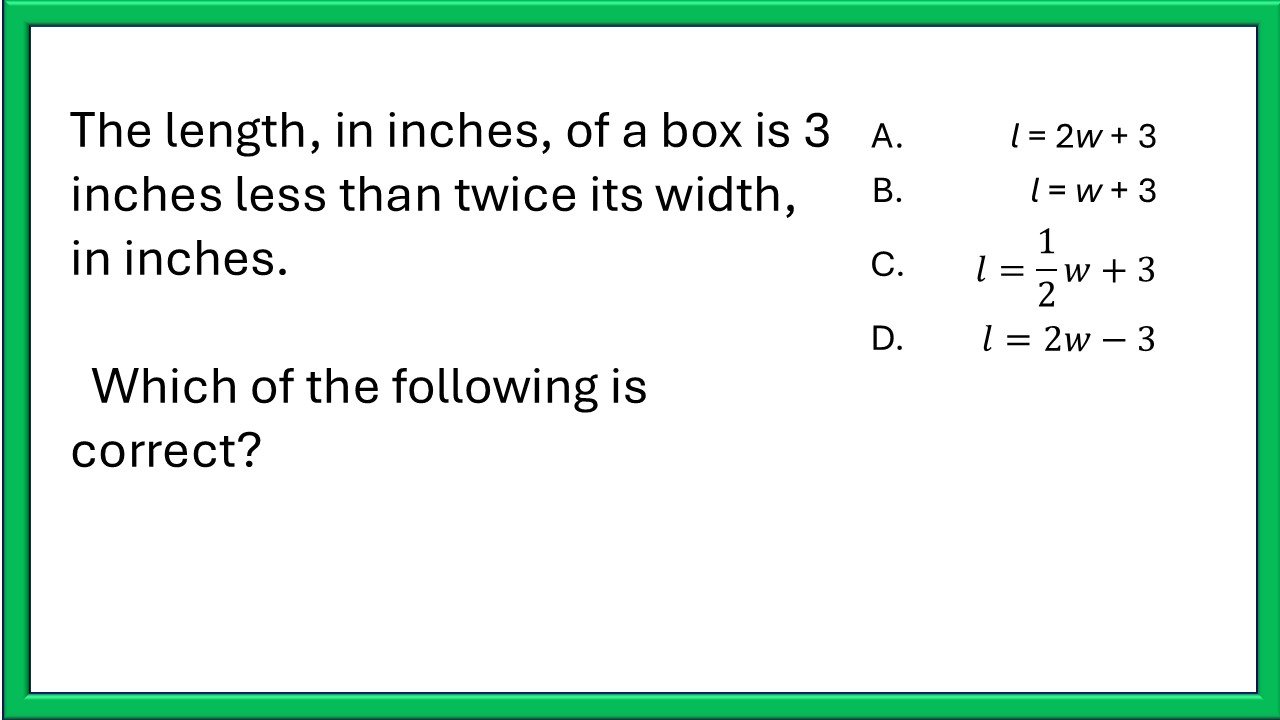 The length, in inches, of a box is 3
inches less than twice its width,
in inches.
Which of the following is
correct?
A. l = 2w + 3
B. l = w + 3
C. l = 1/2 w + 3
D. l = 2w − 3